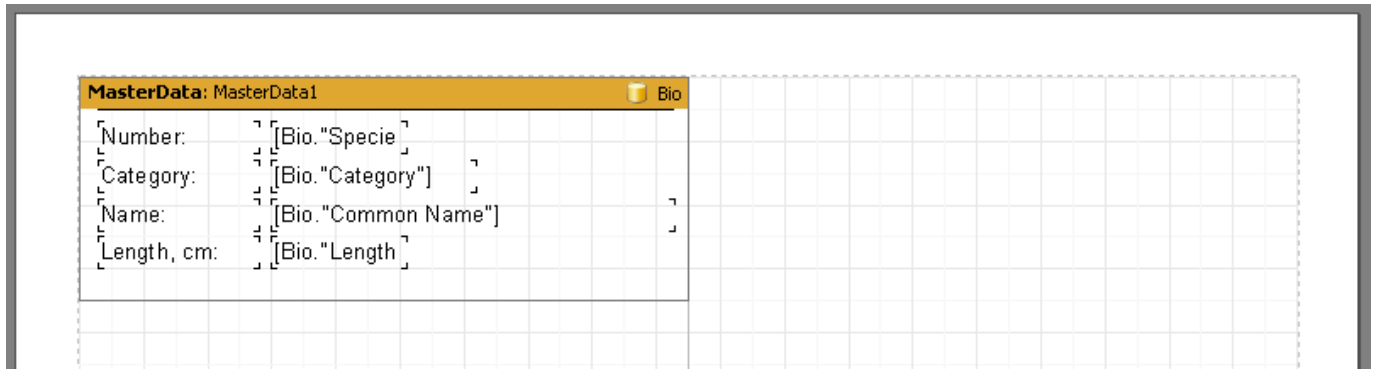 MasterData: MasterData1 Bio
Number: [Bio."Specie
Category: [Bio."Category"]
Name: [Bio."Common Name"]
Length, cm: [Bio."Length